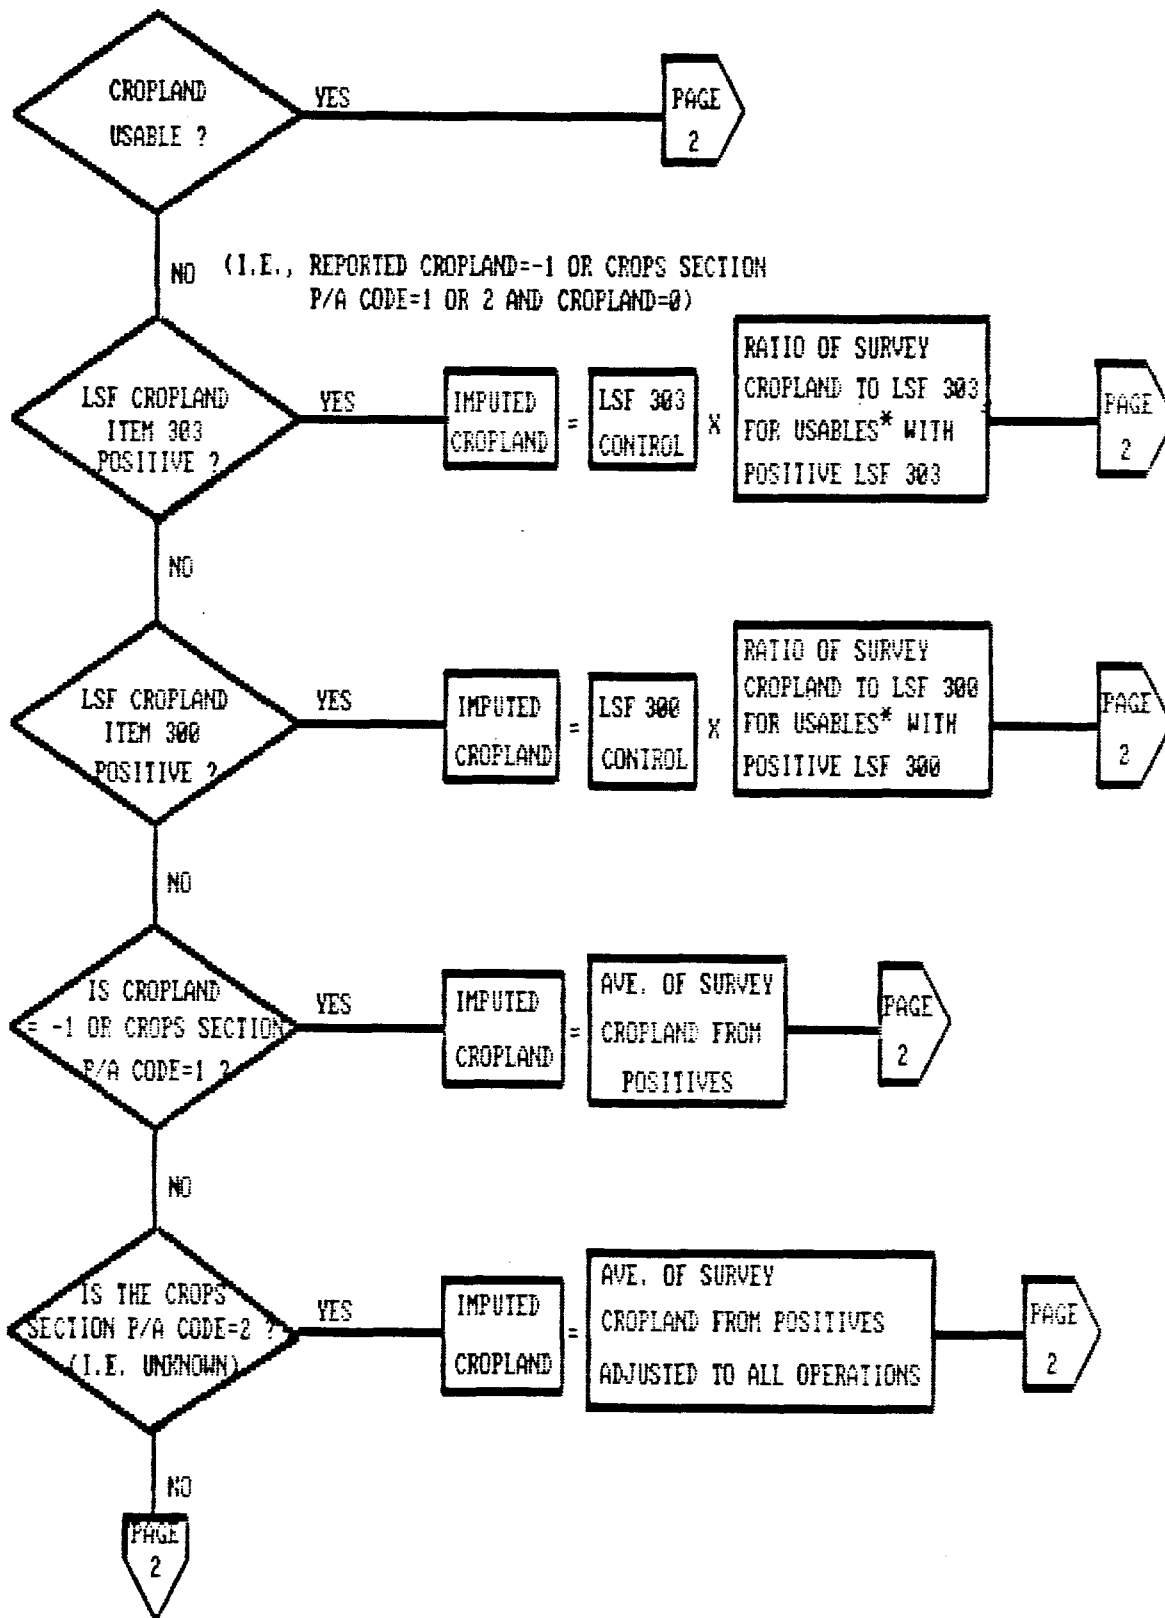 CROPLAND
USABLE ?
YES
PAGE
2
NO
(I.E., REPORTED CROPLAND=-1 OR CROPS SECTION
P/A CODE=1 OR 2 AND CROPLAND=0)
LSF CROPLAND
ITEM 303
POSITIVE ?
YES
IMPUTED
CROPLAND
=
LSF 303
CONTROL
X
RATIO OF SURVEY
CROPLAND TO LSF 303
FOR USABLES* WITH
POSITIVE LSF 303
PAGE
2
NO
LSF CROPLAND
ITEM 300
POSITIVE ?
YES
IMPUTED
CROPLAND
=
LSF 300
CONTROL
X
RATIO OF SURVEY
CROPLAND TO LSF 300
FOR USABLES* WITH
POSITIVE LSF 300
PAGE
2
NO
IS CROPLAND
= -1 OR CROPS SECTION
P/A CODE=1 ?
YES
IMPUTED
CROPLAND
=
AVE. OF SURVEY
CROPLAND FROM
POSITIVES
PAGE
2
NO
IS THE CROPS
SECTION P/A CODE=2 ?
(I.E. UNKNOWN)
YES
IMPUTED
CROPLAND
=
AVE. OF SURVEY
CROPLAND FROM POSITIVES
ADJUSTED TO ALL OPERATIONS
PAGE
2
NO
PAGE
2